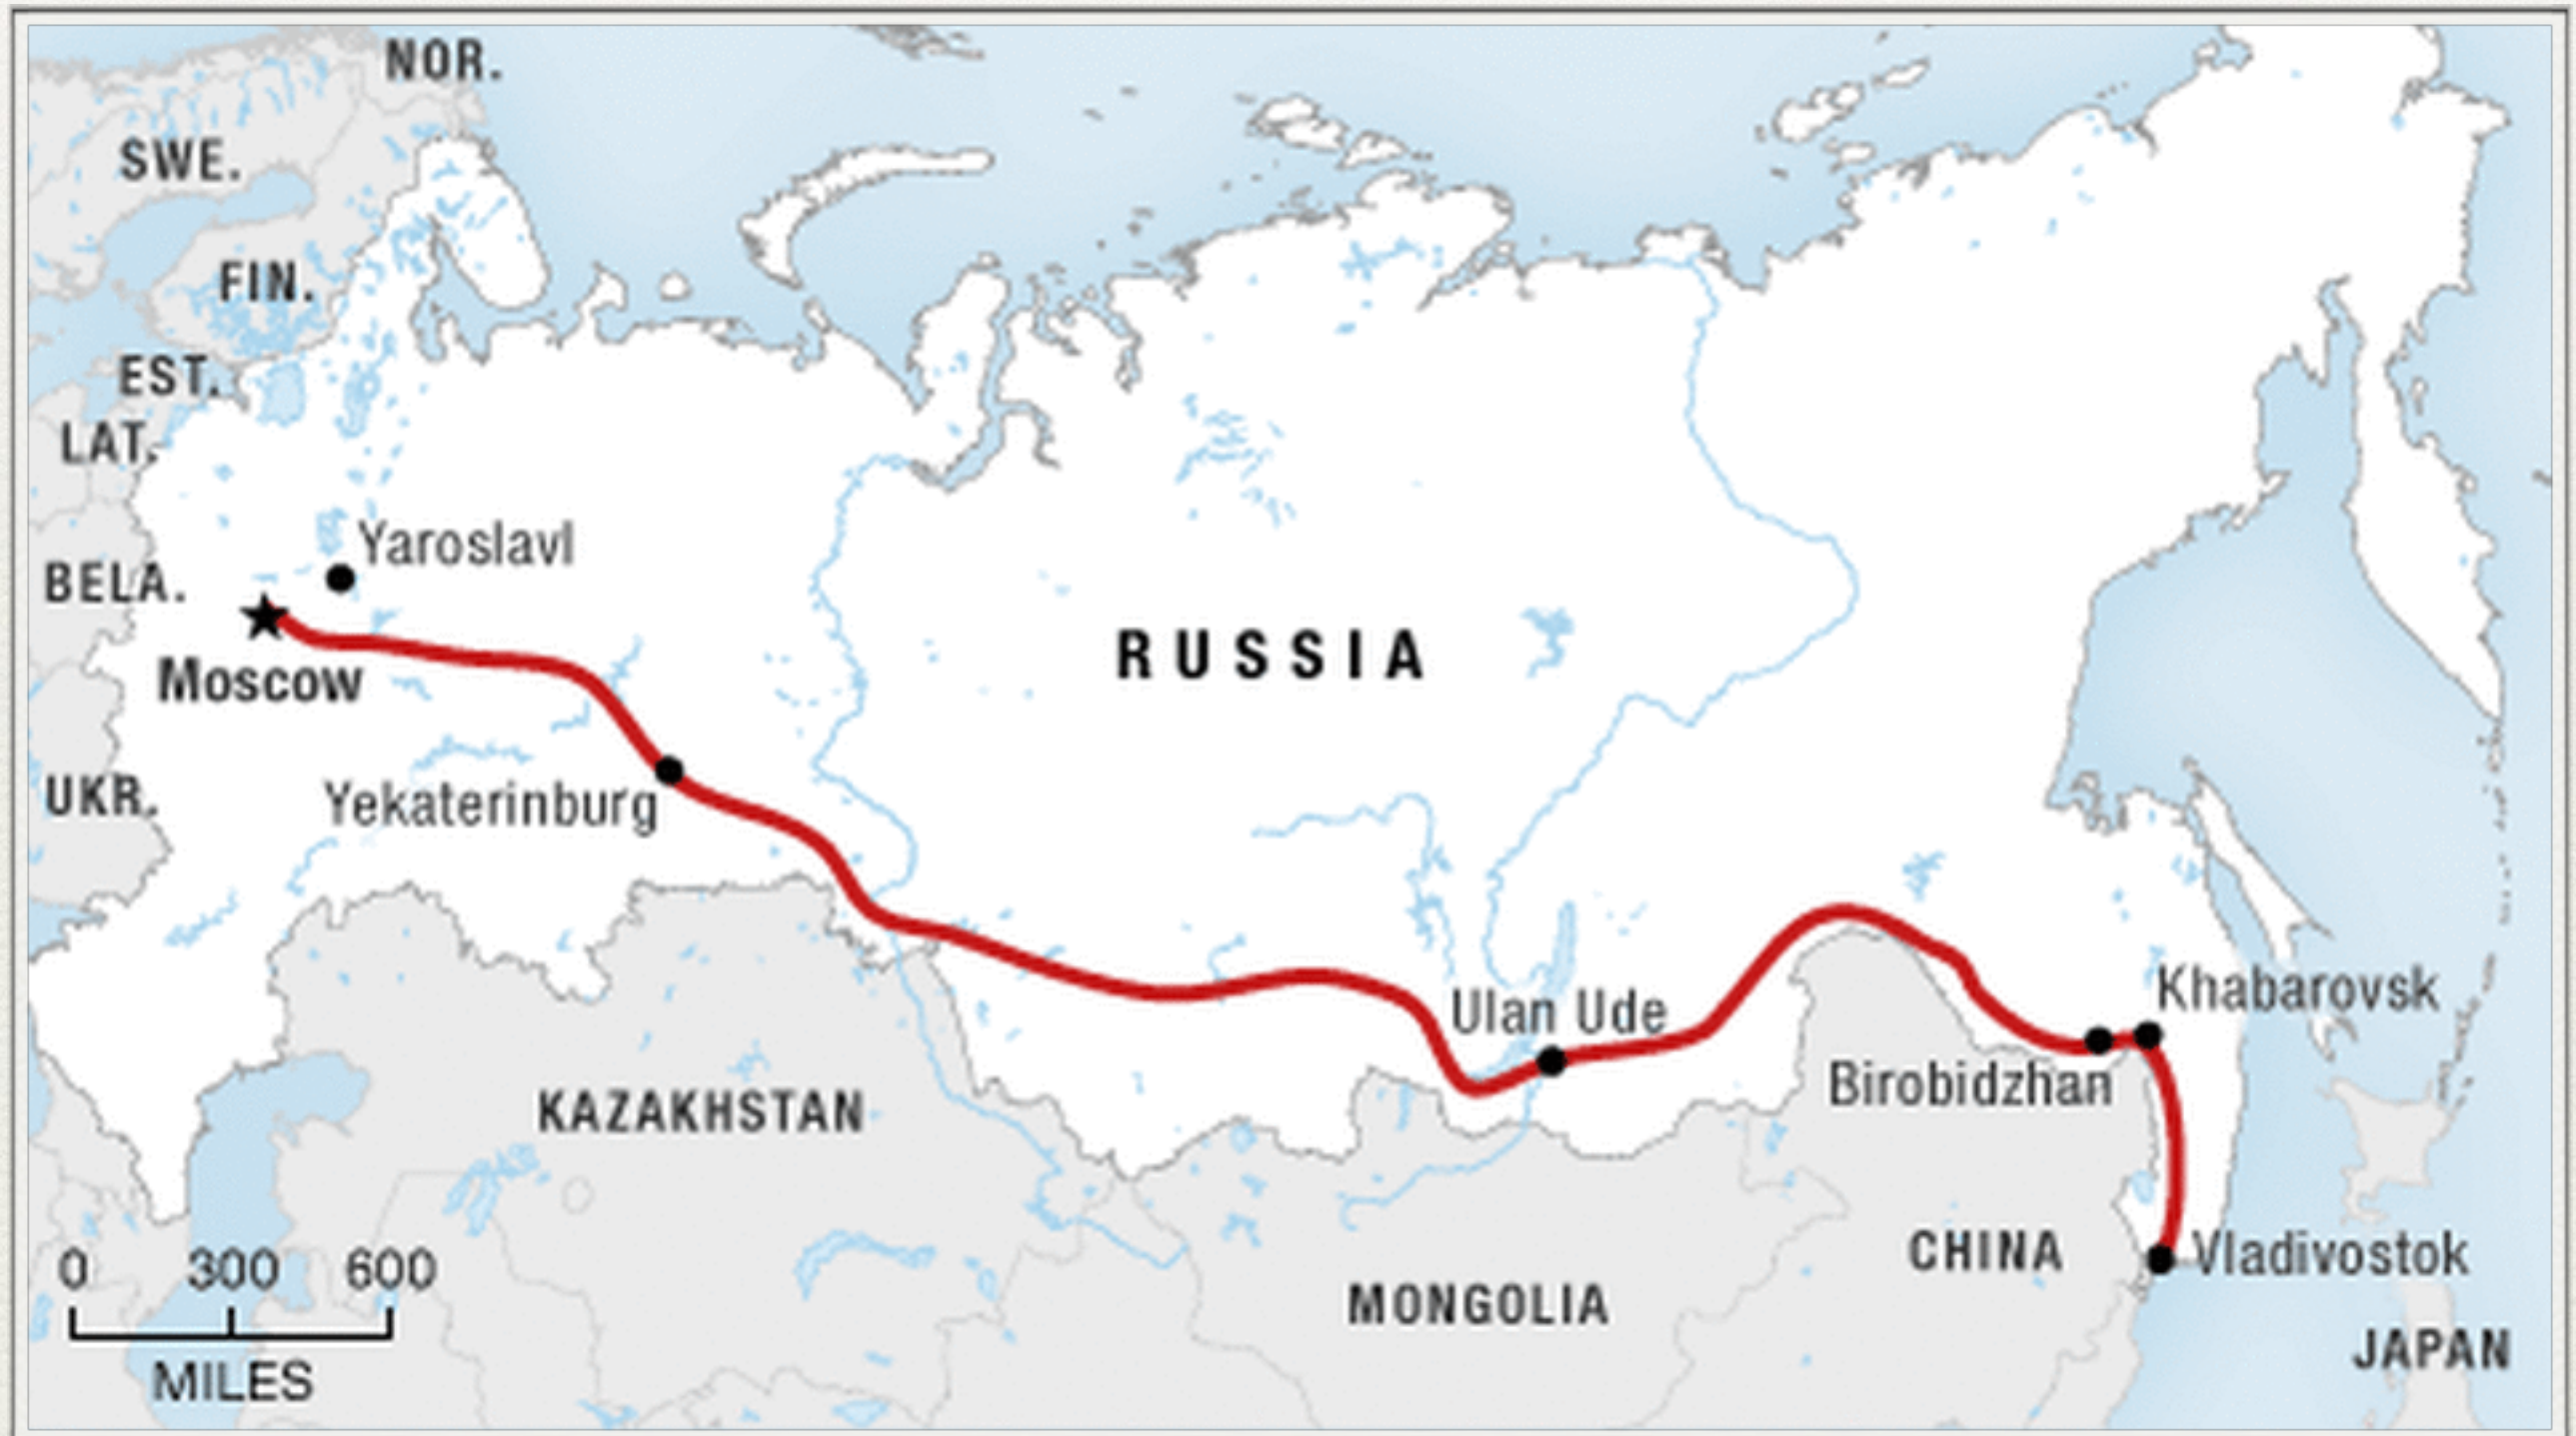 NOR.
SWE.
FIN.
EST.
LAT.
Yaroslavl
BELA.
RUSSIA
Moscow
UKR.
Yekaterinburg
Khabarovsk
Ulan Ude
Birobidzhan
KAZAKHSTAN
CHINA
Vladivostok
0 300 600
MONGOLIA
JAPAN
MILES